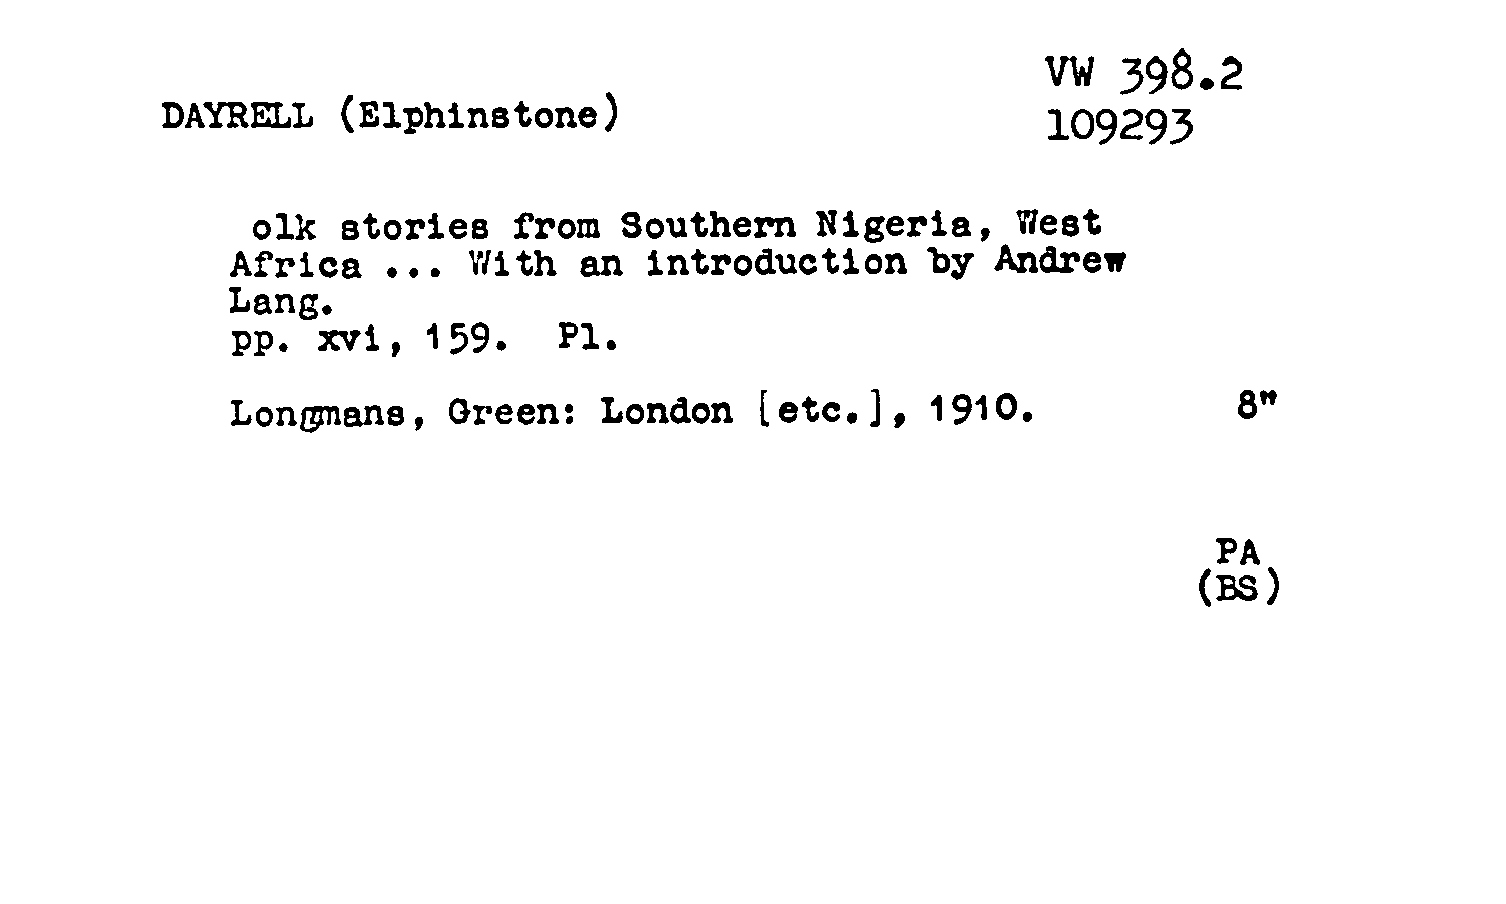 VW 398.2
DAYRELL (Elphinstone)
109293
olk stories from Southern Nigeria, West
Africa ... With an introduction by Andrew
Lang.
pp. xvi, 159. Pl.
Longmans, Green: London [etc.], 1910. 8"
PA
(BS)